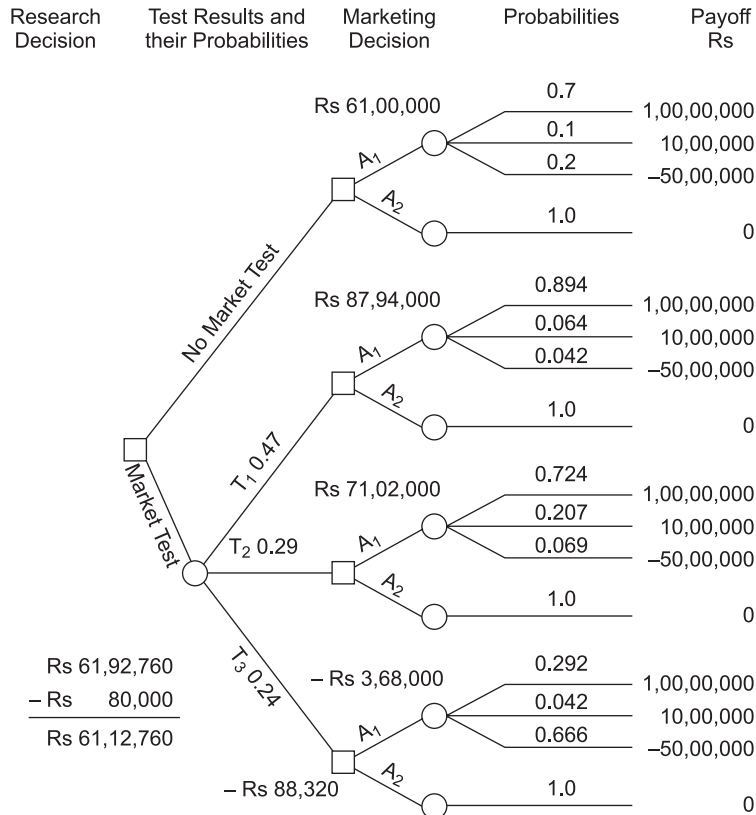 Research Decision
Test Results and their Probabilities
Marketing Decision
Probabilities
Payoff Rs
Rs 61,00,000
A1
0.7
1,00,00,000
0.1
10,00,000
0.2
–50,00,000
A2
1.0
0
No Market Test
Rs 87,94,000
A1
0.894
1,00,00,000
0.064
10,00,000
0.042
–50,00,000
A2
1.0
0
Market Test
T1 0.47
Rs 71,02,000
A1
0.724
1,00,00,000
0.207
10,00,000
0.069
–50,00,000
T2 0.29
A2
1.0
0
T3 0.24
– Rs 3,68,000
A1
0.292
1,00,00,000
0.042
10,00,000
0.666
–50,00,000
– Rs 88,320
A2
1.0
0
Rs 61,92,760
– Rs 80,000
Rs 61,12,760